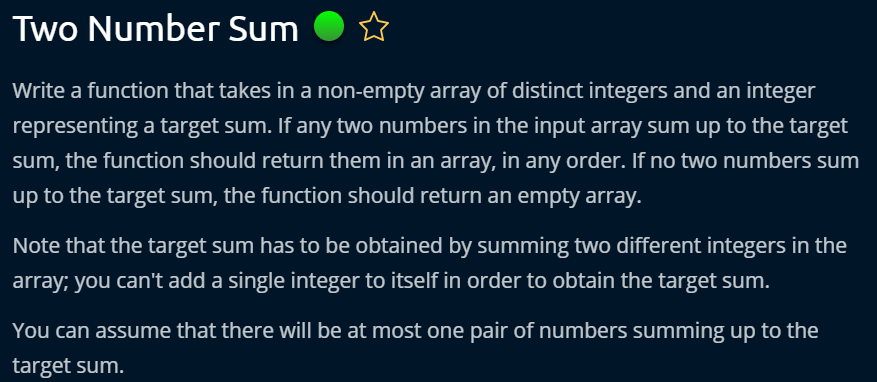 Two Number Sum
Write a function that takes in a non-empty array of distinct integers and an integer
representing a target sum. If any two numbers in the input array sum up to the target
sum, the function should return them in an array, in any order. If no two numbers sum
up to the target sum, the function should return an empty array.
Note that the target sum has to be obtained by summing two different integers in the
array; you can't add a single integer to itself in order to obtain the target sum.
You can assume that there will be at most one pair of numbers summing up to the
target sum.